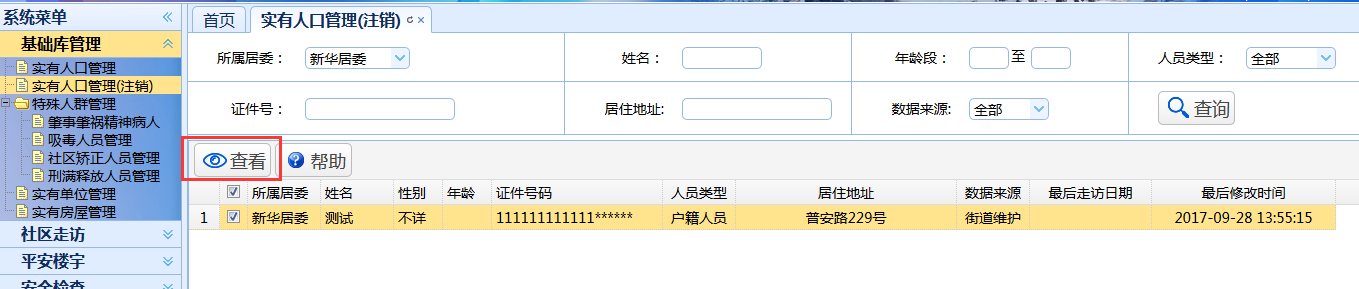 系统菜单
基础库管理
实有人口管理
实有人口管理(注销)
特殊人群管理
肇事肇祸精神病人
吸毒人员管理
社区矫正人员管理
刑满释放人员管理
实有单位管理
实有房屋管理
社区走访
平安楼宇
安全检查
首页 实有人口管理(注销)
所属居委： 新华居委 姓名： 年龄段： 至 人员类型： 全部
证件号： 居住地址: 数据来源: 全部 查询
查看 帮助
所属居委 姓名 性别 年龄 证件号码 人员类型 居住地址 数据来源 最后走访日期 最后修改时间
1 新华居委 测试 不详 111111111111****** 户籍人员 普安路229号 街道维护 2017-09-28 13:55:15